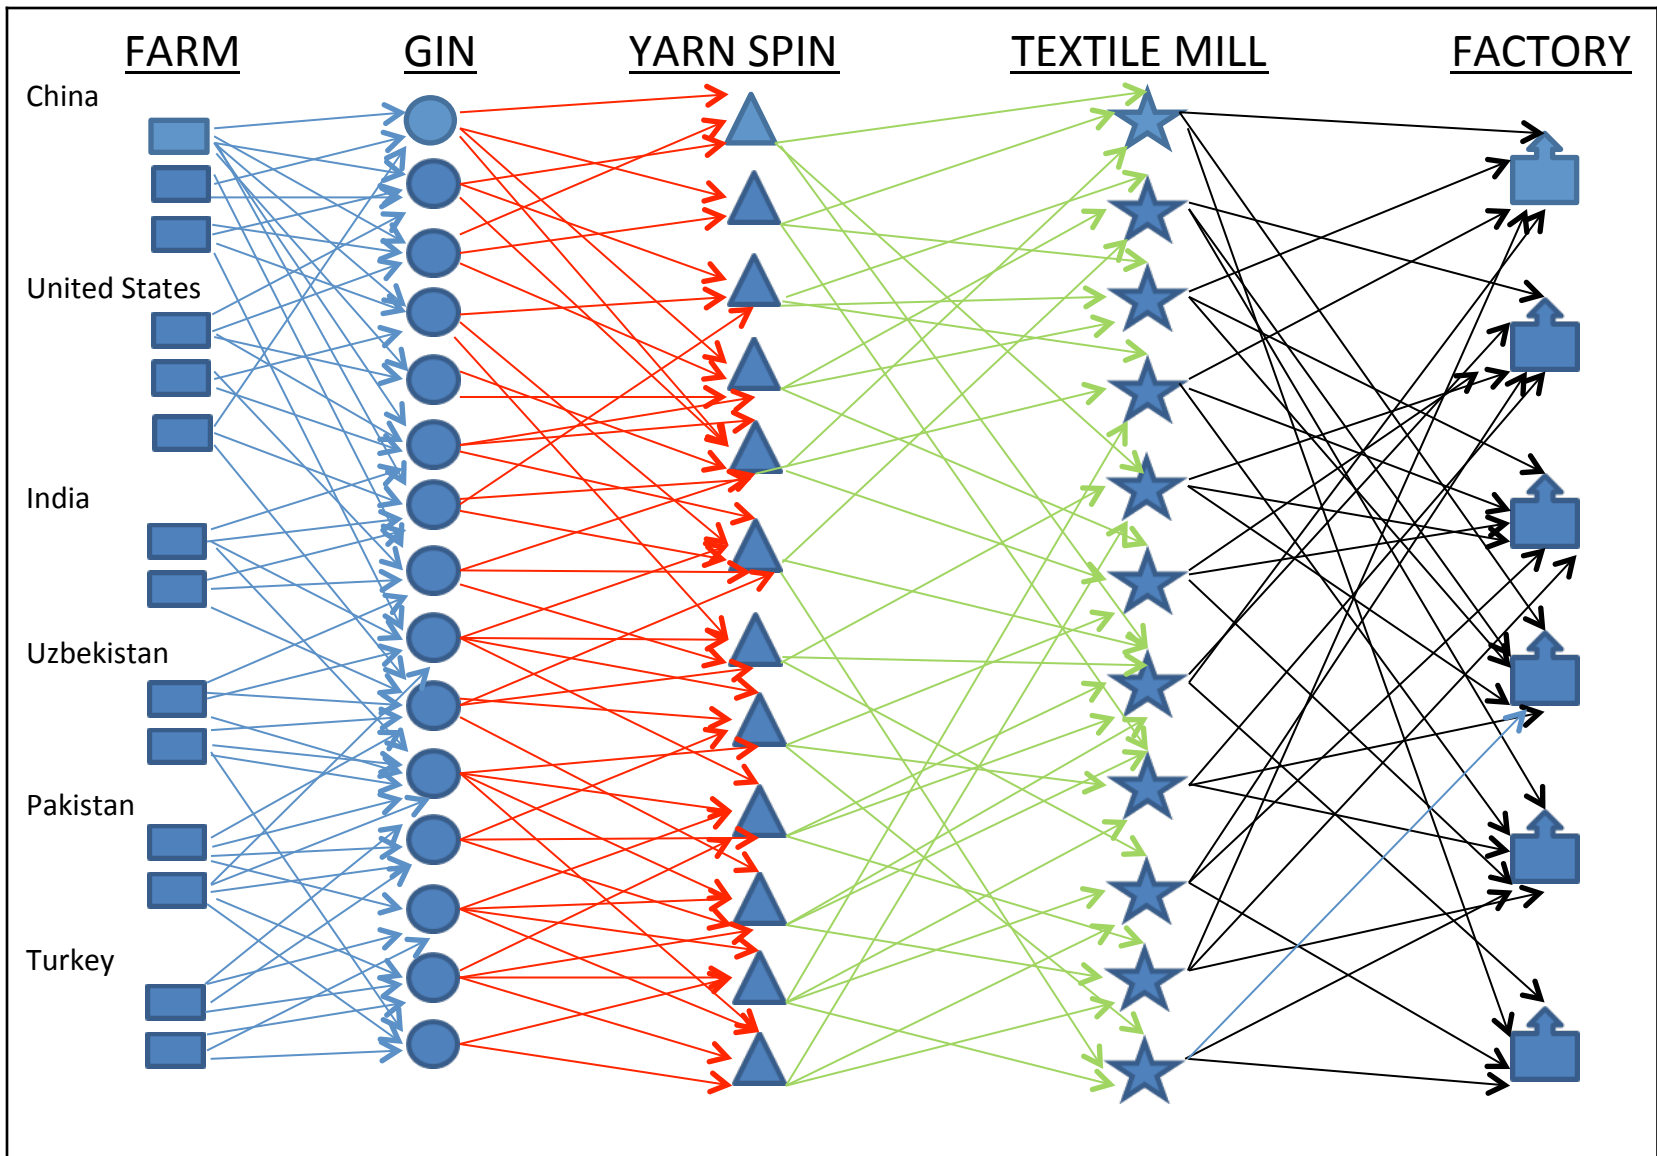 FARM GIN YARN SPIN TEXTILE MILL FACTORY
China
United States
India
Uzbekistan
Pakistan
Turkey